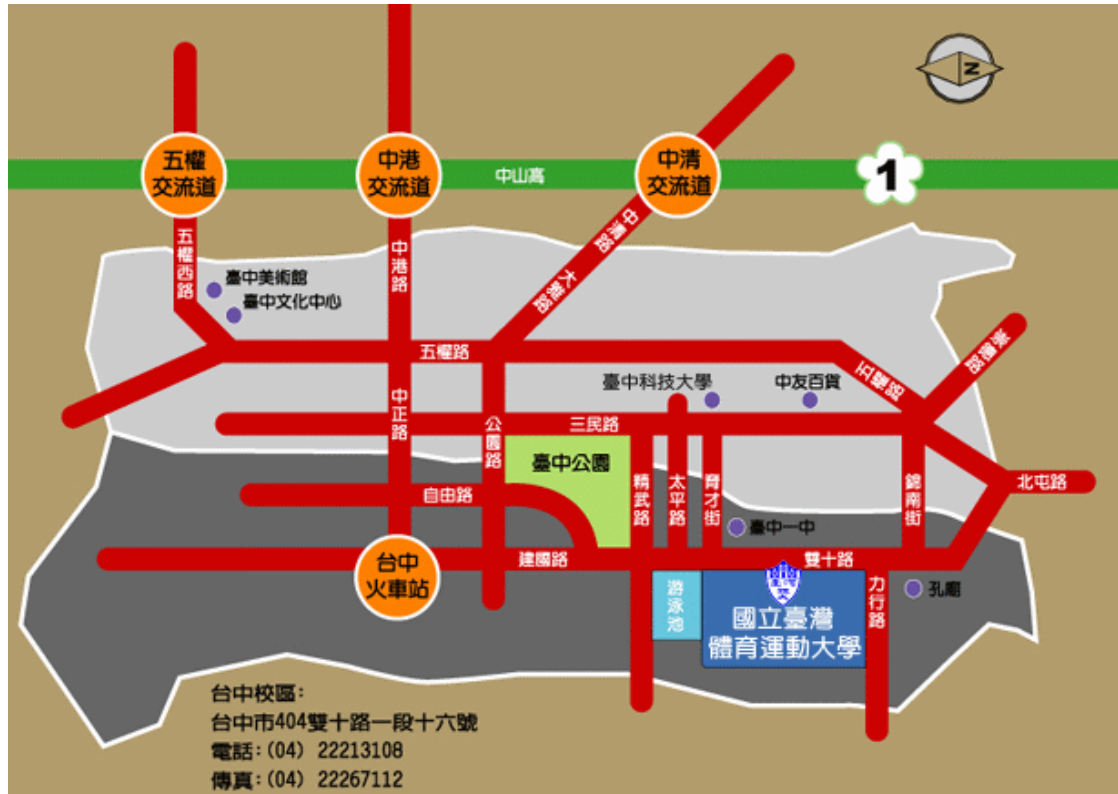 N
五權
交流道
中港
交流道
中清
交流道
中山高
1
五權西路
中港路
中清路
大雅路
臺中美術館
臺中文化中心
五權路
五權路
崇德路
臺中科技大學
中友百貨
中正路
公園路
三民路
臺中公園
精武路
太平路
育才街
錦南街
北屯路
自由路
臺中一中
台中
火車站
建國路
雙十路
游泳池
國立臺灣
體育運動大學
力行路
孔廟
台中校區:
台中市404雙十路一段十六號
電話:(04) 22213108
傳真:(04) 22267112